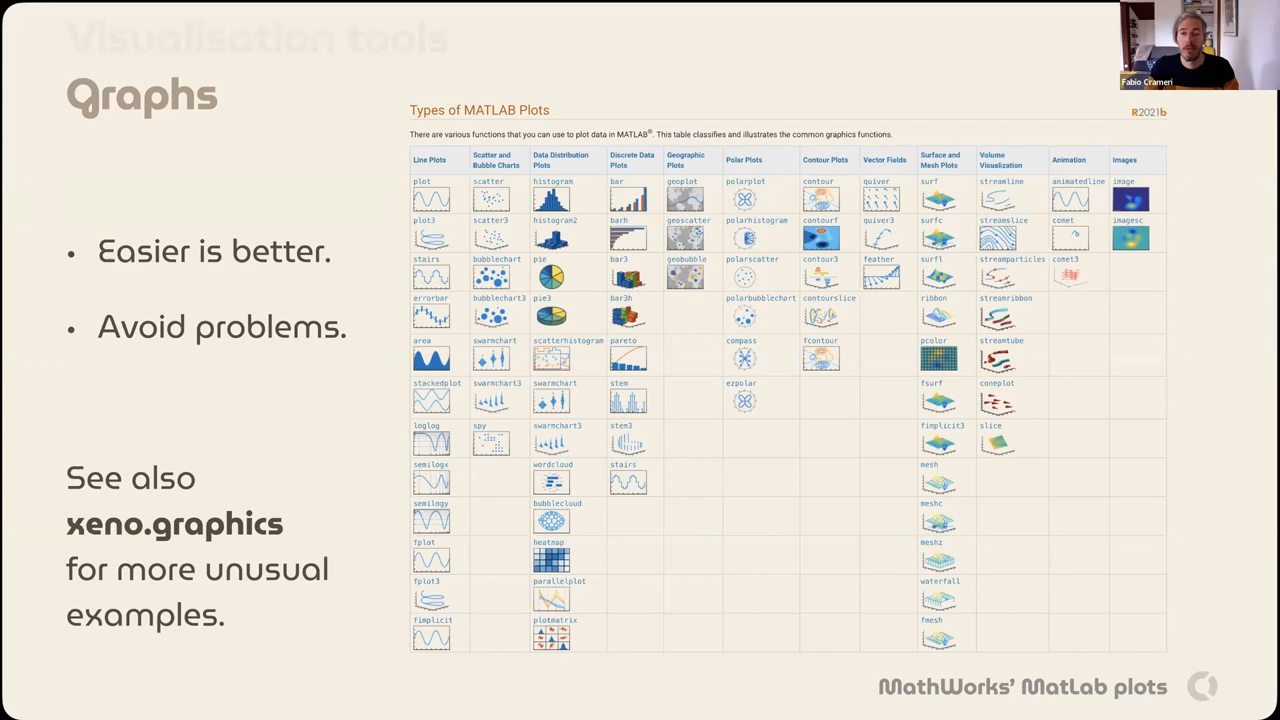 Visualisation tools
Graphs
Fabio Crameri
• Easier is better.
• Avoid problems.
See also
xeno.graphics
for more unusual
examples.
Types of MATLAB Plots
R2021b
There are various functions that you can use to plot data in MATLAB®. This table classifies and illustrates the common graphics functions.
Line Plots Scatter and Bubble Charts Data Distribution Plots Discrete Data Plots Geographic Plots Polar Plots Contour Plots Vector Fields Surface and Mesh Plots Volume Visualization Animation Images
plot scatter histogram bar geoplot polarplot contour quiver surf streamline animatedline image
plot3 scatter3 histogram2 barh geoscatter polarhistogram contourf quiver3 surfc streamslice comet imagesc
stairs bubblechart pie bar3 geobubble polarscatter contour3 feather surfl streamparticles comet3
errorbar bubblechart3 pie3 bar3h polarbubblechart contourslice ribbon streamribbon
area swarmchart scatterhistogram pareto compass fcontour pcolor streamtube
stackedplot swarmchart3 swarmchart stem ezpolar fsurf coneplot
loglog spy swarmchart3 stem3 fimplicit3 slice
semilogx wordcloud stairs mesh
semilogy bubblecloud meshc
fplot heatmap meshz
fplot3 parallelplot waterfall
fimplicit plotmatrix fmesh
MathWorks’ MatLab plots